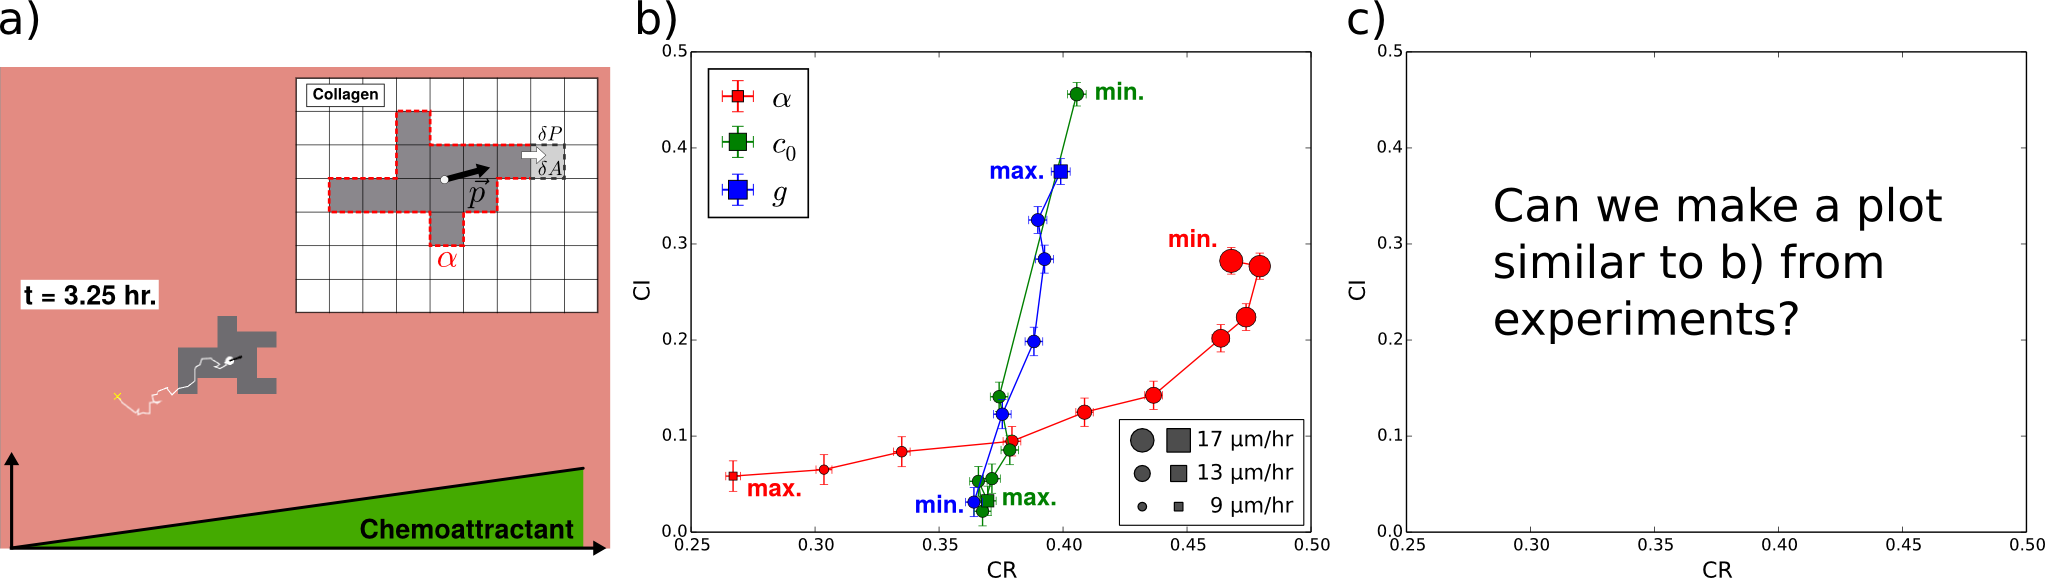 a)
Collagen
δP
δA
p⃗
α
t = 3.25 hr.
Chemoattractant
b)
0.5
0.4
0.3
0.2
0.1
0.0
CI
α
c₀
g
min.
max.
min.
max.
min.
max.
17 μm/hr
13 μm/hr
9 μm/hr
0.25
0.30
0.35
0.40
0.45
0.50
CR
c)
0.5
0.4
0.3
0.2
0.1
0.0
CI
Can we make a plot
similar to b) from
experiments?
0.25
0.30
0.35
0.40
0.45
0.50
CR